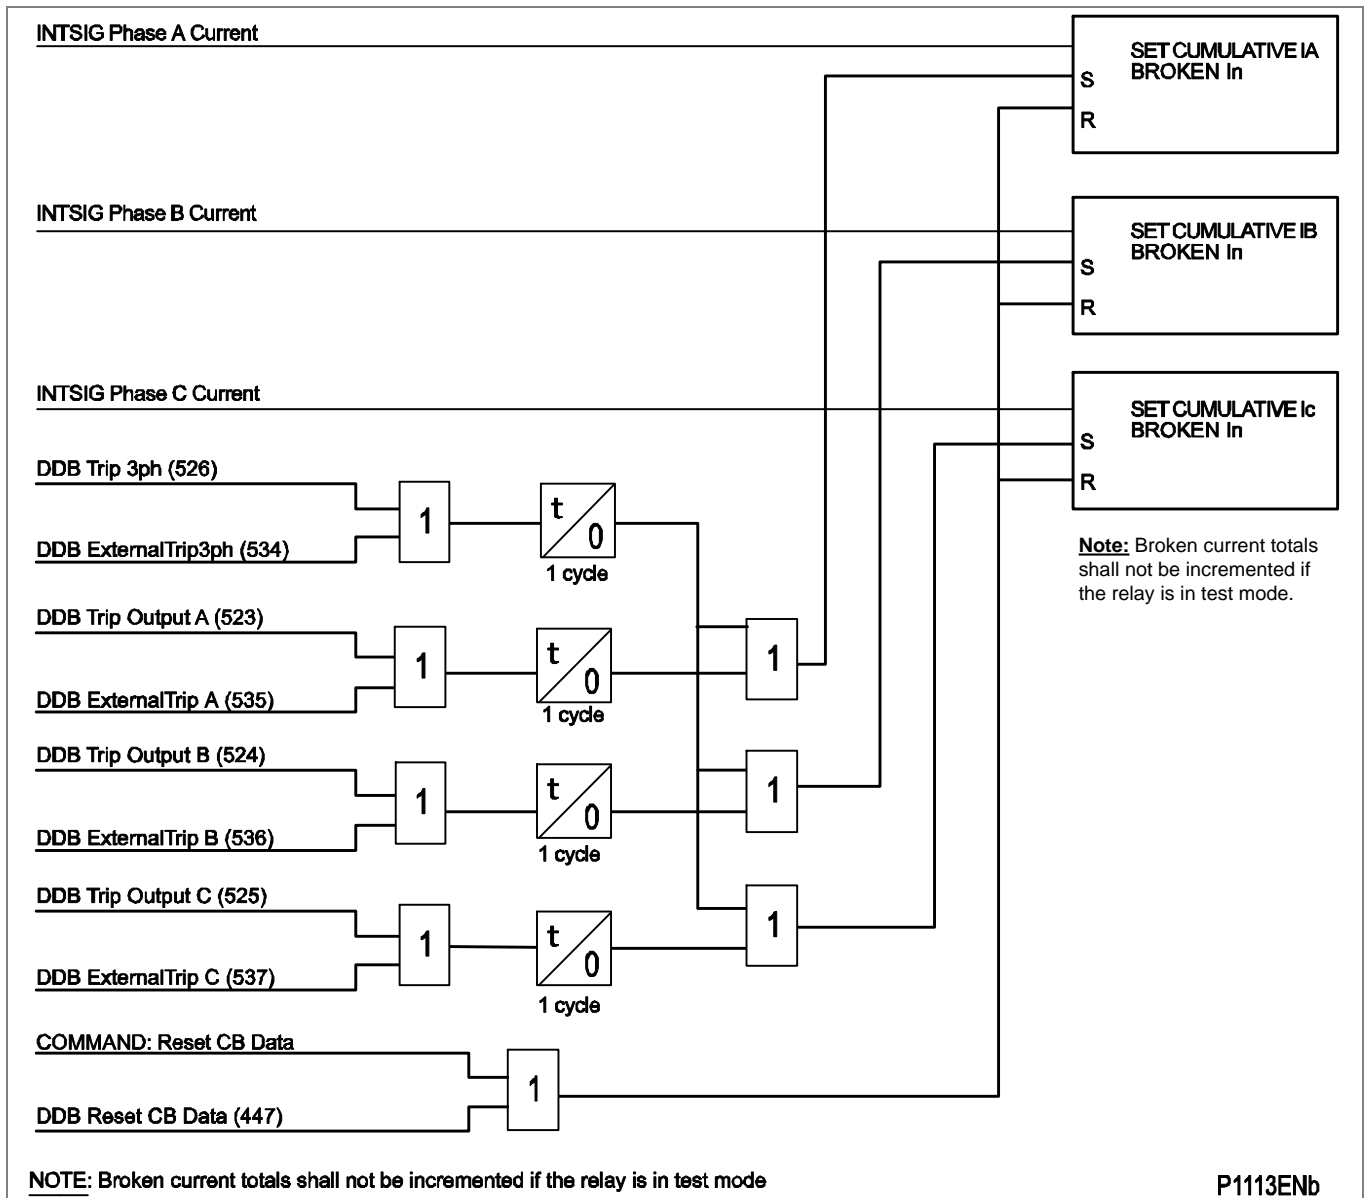 INTSIG Phase A Current
SET CUMULATIVE IA
BROKEN In
S
R
INTSIG Phase B Current
SET CUMULATIVE IB
BROKEN In
S
R
INTSIG Phase C Current
SET CUMULATIVE Ic
BROKEN In
S
R
Note: Broken current totals
shall not be incremented if
the relay is in test mode.
DDB Trip 3ph (526)
1
t
0
DDB ExternalTrip3ph (534)
1 cycle
DDB Trip Output A (523)
1
t
0
1
DDB ExternalTrip A (535)
1 cycle
DDB Trip Output B (524)
1
t
0
1
DDB ExternalTrip B (536)
1 cycle
DDB Trip Output C (525)
1
t
0
1
DDB ExternalTrip C (537)
1 cycle
COMMAND: Reset CB Data
1
DDB Reset CB Data (447)
NOTE: Broken current totals shall not be incremented if the relay is in test mode
P1113ENb